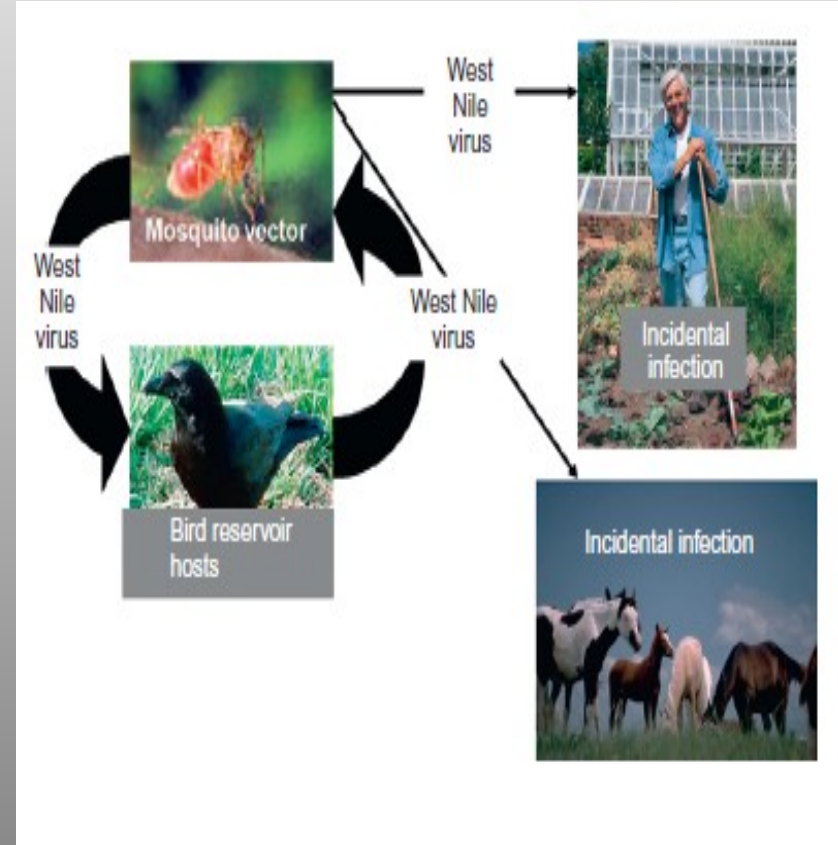 West
Nile
virus
Mosquito vector
West
Nile
virus
West Nile
virus
Incidental
infection
Bird reservoir
hosts
Incidental infection